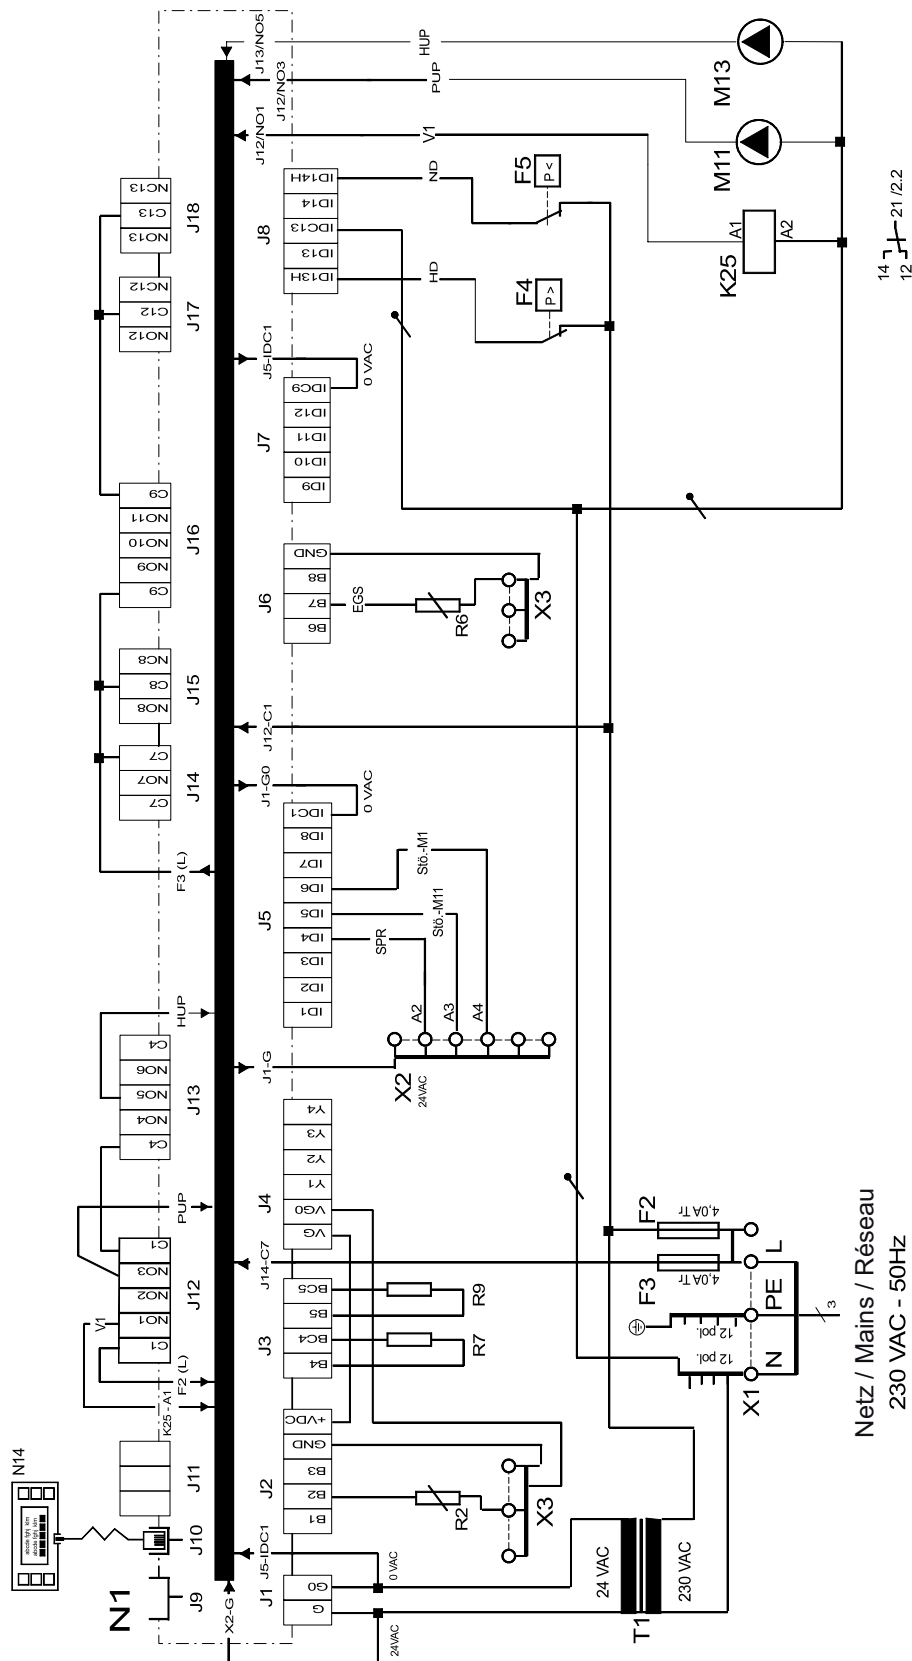 N14
abcde fghj klm
abcde fghj klm
N1
J9
J10
J11
J12
C1
NO1
NO2
NO3
C1
J13
C4
NO4
NO5
NO6
C4
J14
C7
NO7
C7
J15
NO8
C8
NC8
J16
C9
NO9
NO10
NO11
C9
J17
NO12
C12
NC12
J18
NO13
C13
NC13
X2-G
K25 - A1
F2 (L)
V1
PUP
HUP
F3 (L)
J5-IDC1
J14-C7
J1-G
J1-G0
J12-C1
J5-IDC1
J12/NO1
J12/NO3
J13/NO5
J1
G
G0
J2
B1
B2
B3
GND
+VDC
J3
B4
BC4
B5
BC5
J4
VG
VG0
Y1
Y2
Y3
Y4
J5
ID1
ID2
ID3
ID4
ID5
ID6
ID7
ID8
IDC1
J6
B6
B7
B8
GND
J7
ID9
ID10
ID11
ID12
IDC9
J8
ID13H
ID13
IDC13
ID14
ID14H
24VAC
0 VAC
R2
X3
R7
R9
X2
24VAC
A2
A3
A4
SPR
Stö.-M11
Stö.-M1
0 VAC
EGS
R6
X3
0 VAC
HD
ND
V1
PUP
HUP
F4
P >
F5
P <
T1
24 VAC
230 VAC
X1
N
PE
L
12 pol.
12 pol.
F3
4,0A Tr
F2
4,0A Tr
3
K25
A1
A2
M11
M13
14
12
21 /2.2
Netz / Mains / Réseau
230 VAC - 50Hz